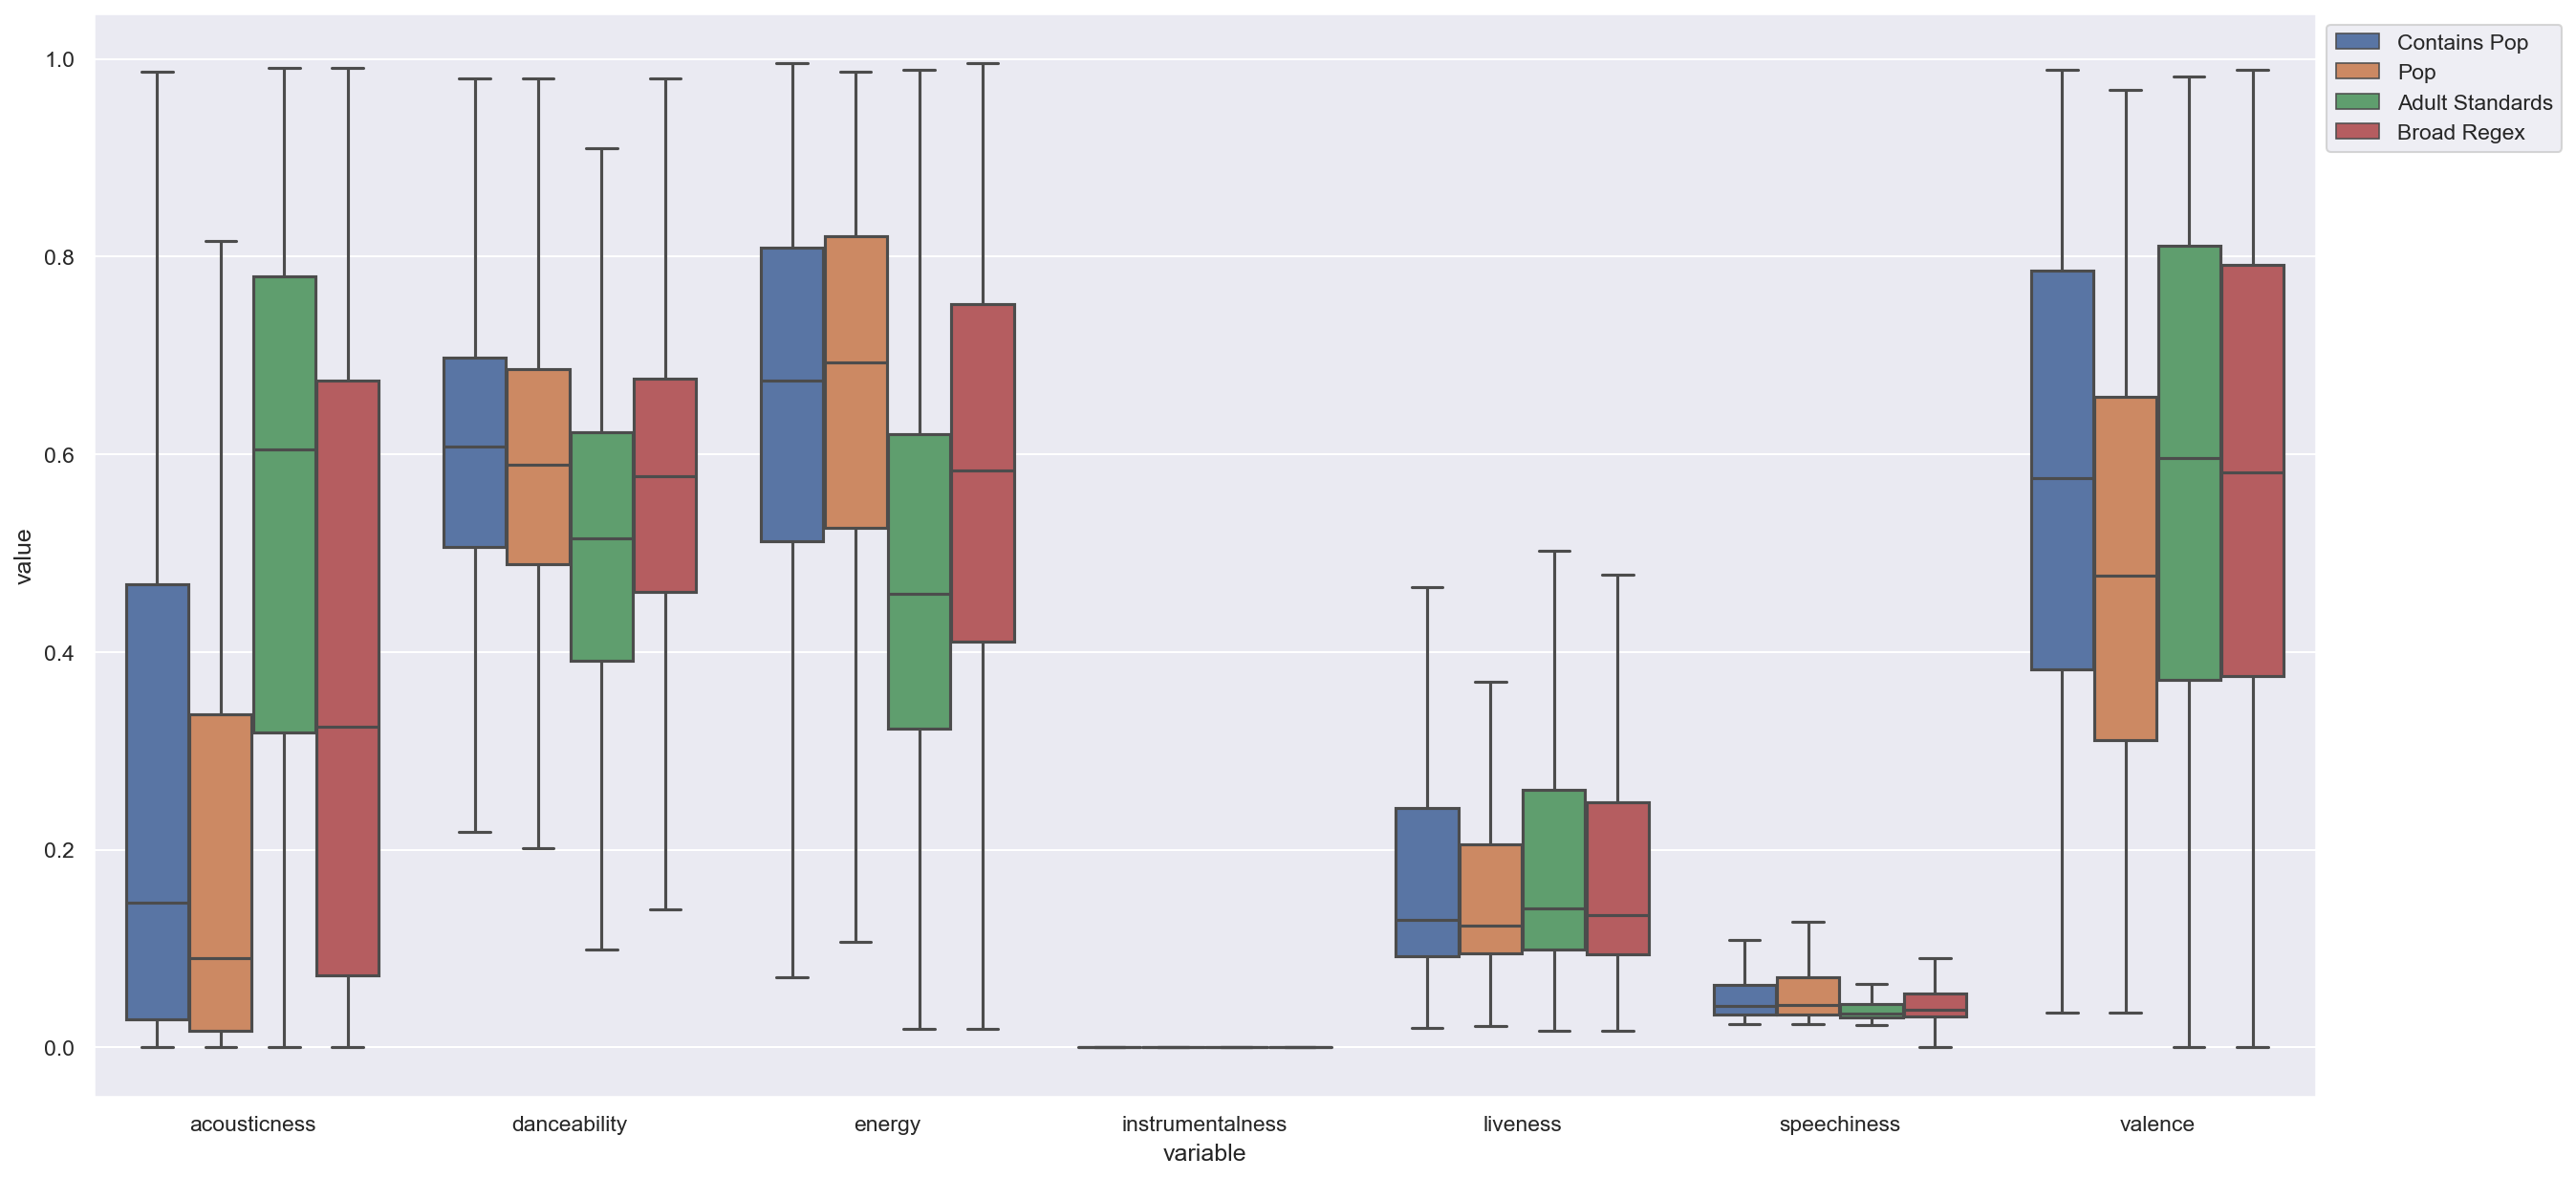 1.0
0.8
0.6
0.4
0.2
0.0
value
acousticness
danceability
energy
instrumentalness
liveness
speechiness
valence
variable
Contains Pop
Pop
Adult Standards
Broad Regex